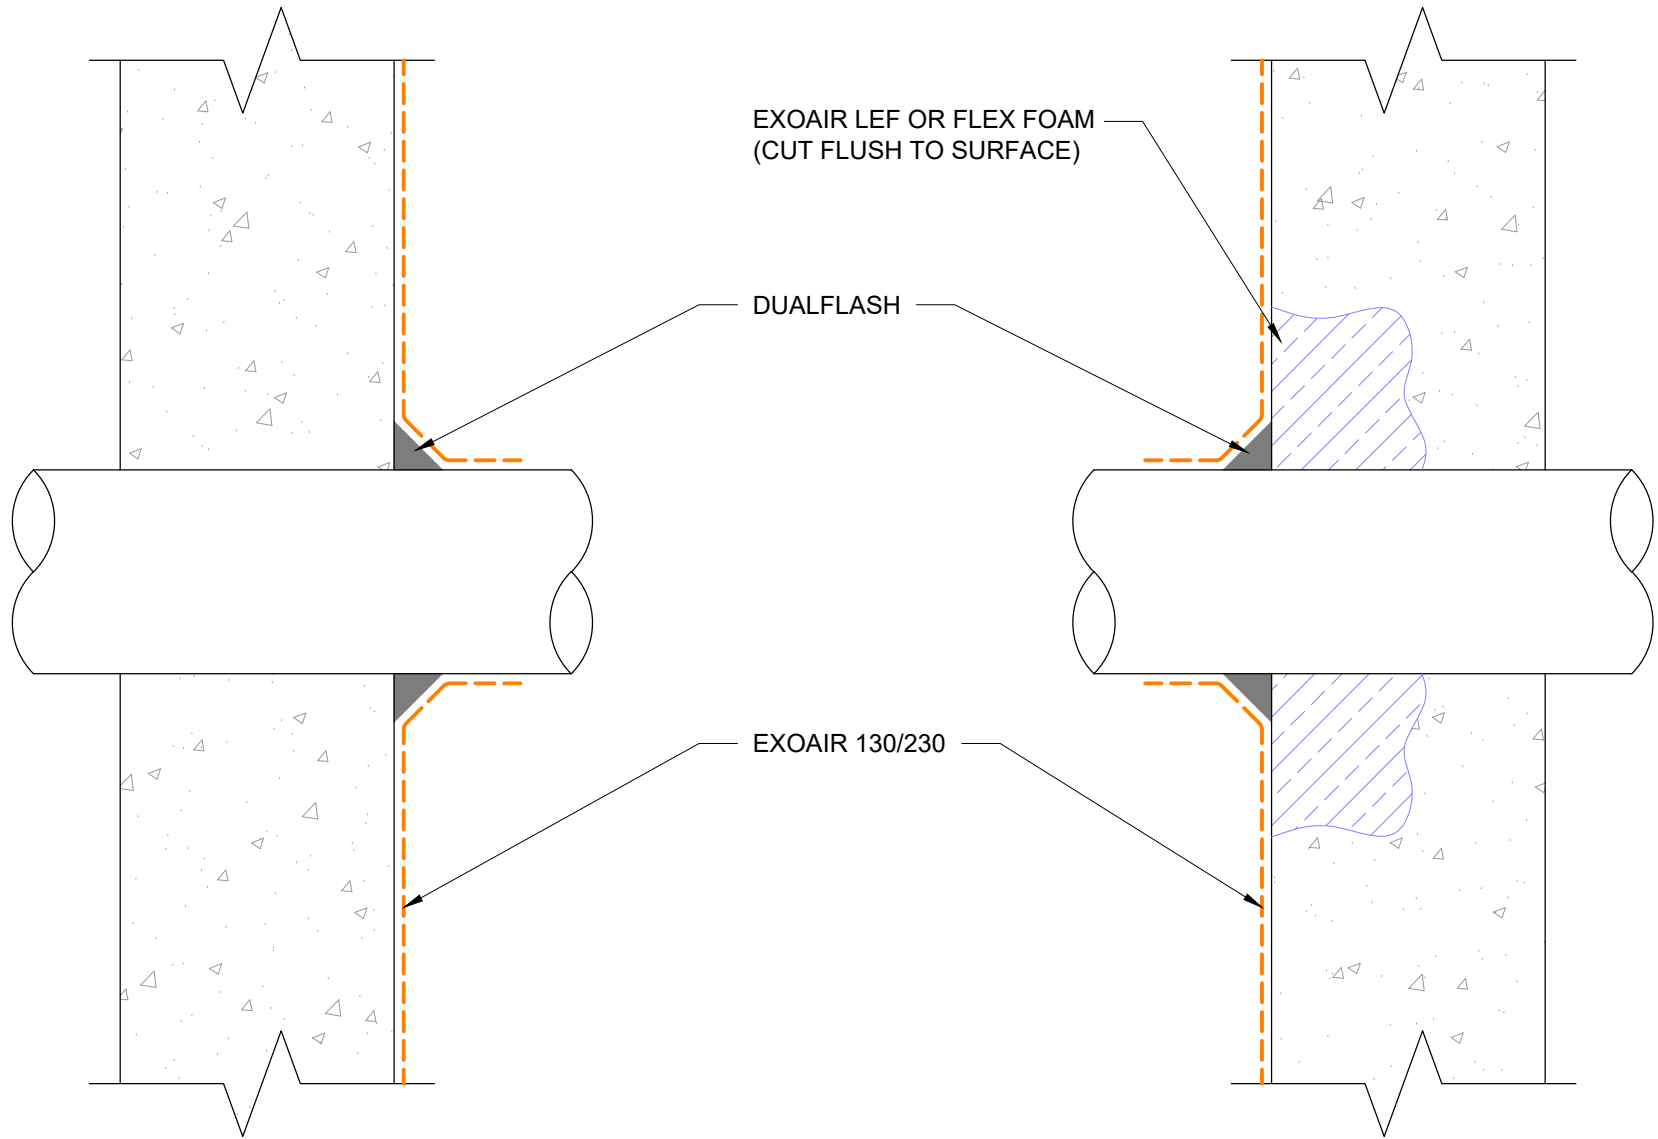 EXOAIR LEF OR FLEX FOAM
(CUT FLUSH TO SURFACE)
DUALFLASH
EXOAIR 130/230